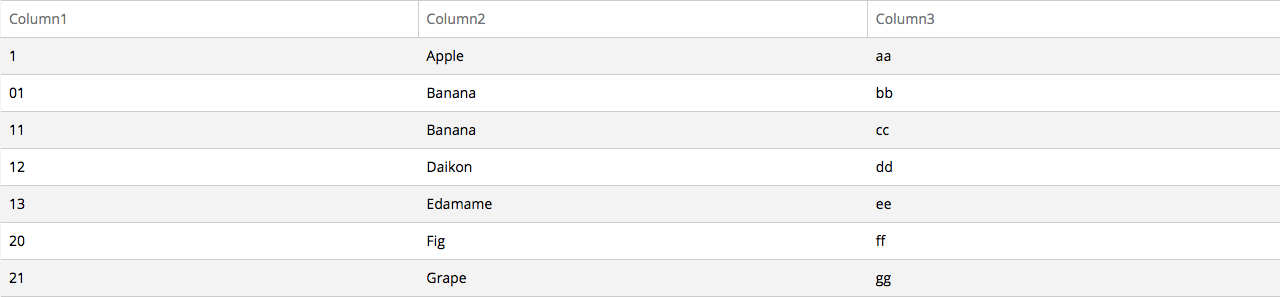 Column1 Column2 Column3
1 Apple aa
01 Banana bb
11 Banana cc
12 Daikon dd
13 Edamame ee
20 Fig ff
21 Grape gg